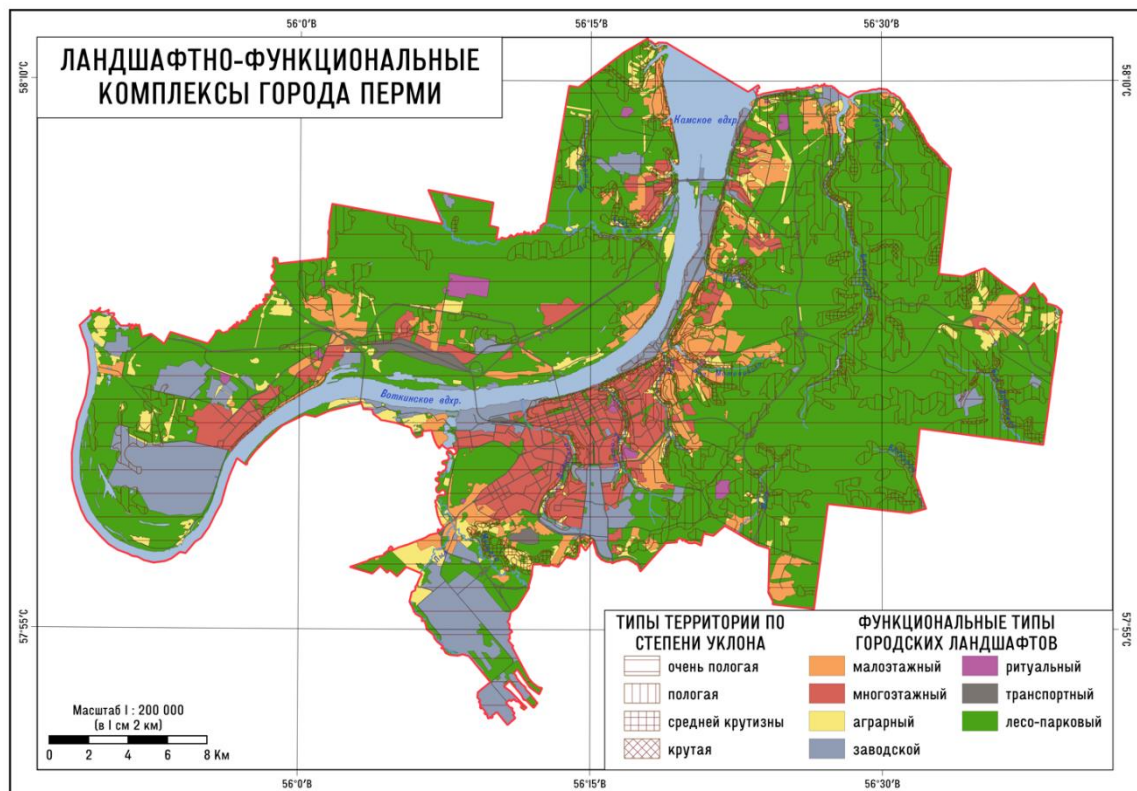 56°0'В
56°15'В
56°30'В
ЛАНДШАФТНО-ФУНКЦИОНАЛЬНЫЕ
КОМПЛЕКСЫ ГОРОДА ПЕРМИ
58°10'С
58°10'С
Камское вдхр.
Воткинское вдхр.
57°55'С
57°55'С
ТИПЫ ТЕРРИТОРИИ ПО
СТЕПЕНИ УКЛОНА
очень пологая
пологая
средней крутизны
крутая
ФУНКЦИОНАЛЬНЫЕ ТИПЫ
ГОРОДСКИХ ЛАНДШАФТОВ
малоэтажный
многоэтажный
аграрный
заводской
ритуальный
транспортный
лесо-парковый
Масштаб I : 200 000
(в I см 2 км)
0 2 4 6 8 Км
56°0'В
56°15'В
56°30'В